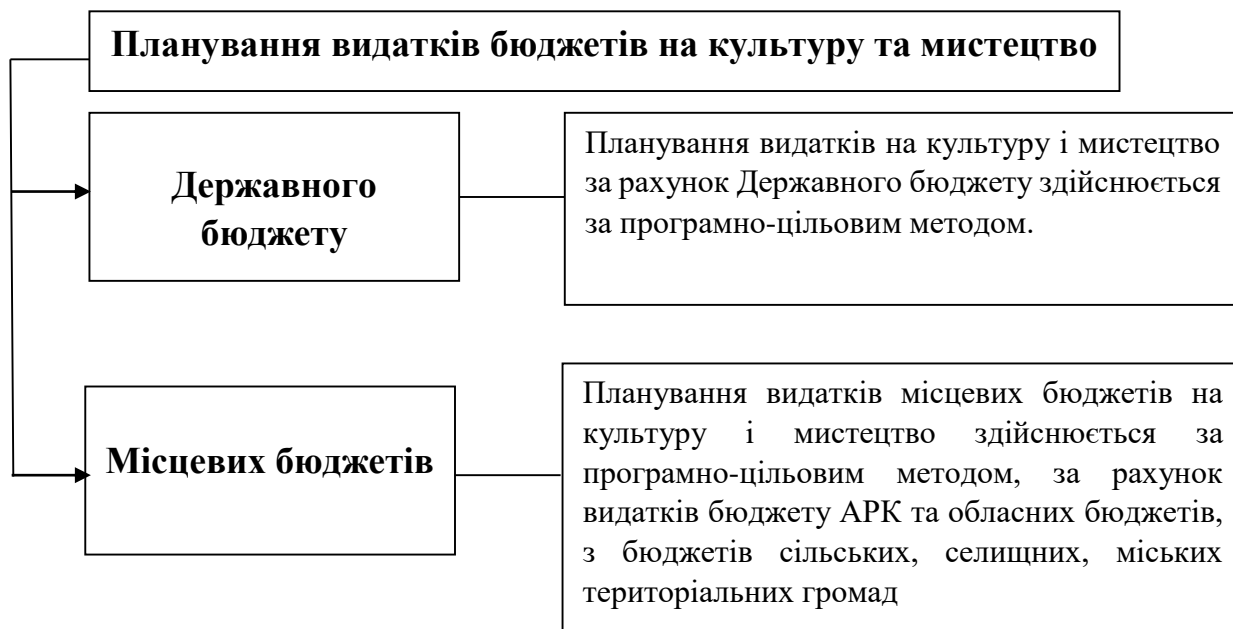 Планування видатків бюджетів на культуру та мистецтво
Державного
бюджету
Планування видатків на культуру і мистецтво
за рахунок Державного бюджету здійснюється
за програмно-цільовим методом.
Місцевих бюджетів
Планування видатків місцевих бюджетів на
культуру і мистецтво здійснюється за
програмно-цільовим методом, за рахунок
видатків бюджету АРК та обласних бюджетів,
з бюджетів сільських, селищних, міських
територіальних громад